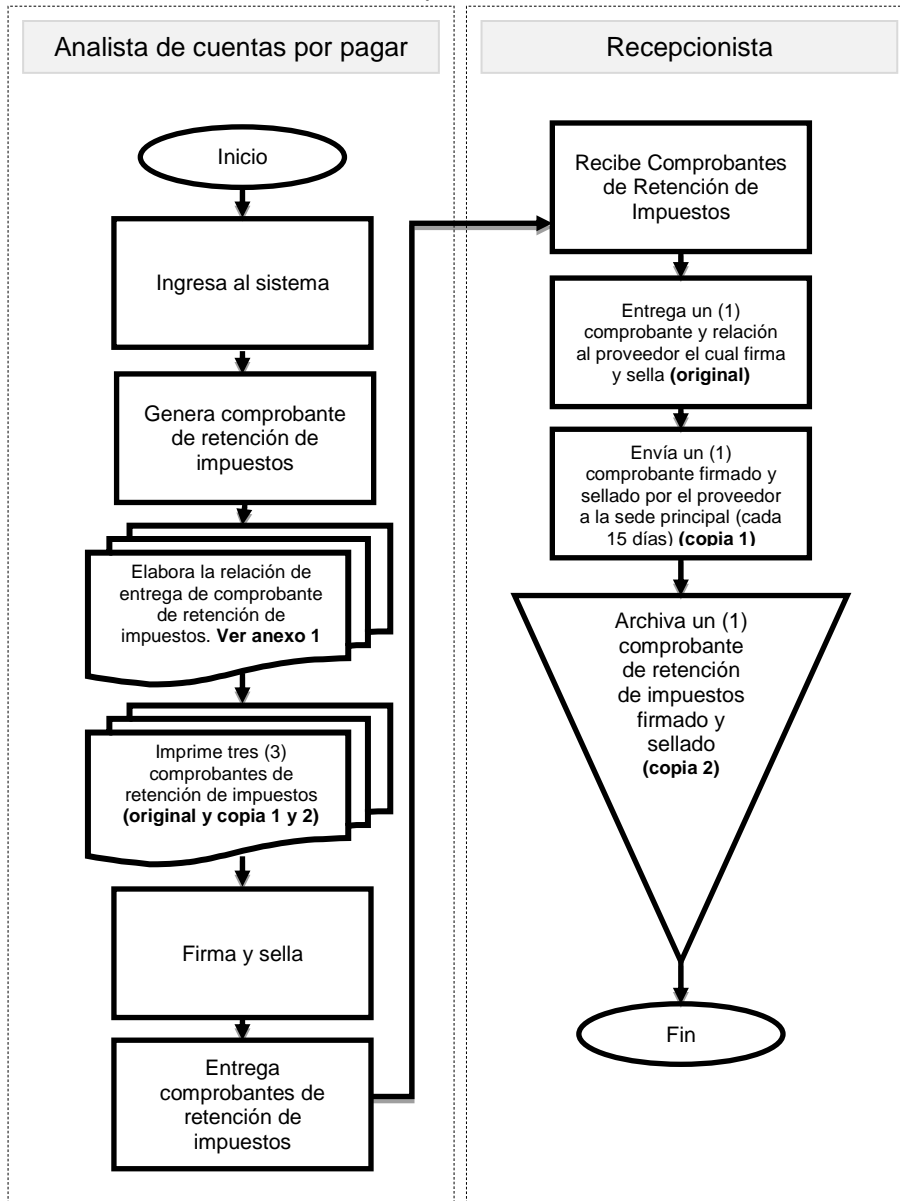 Analista de cuentas por pagar
Inicio
Ingresa al sistema
Genera comprobante
de retención de
impuestos
Elabora la relación de
entrega de comprobante
de retención de
impuestos. Ver anexo 1
Imprime tres (3)
comprobantes de
retención de impuestos
(original y copia 1 y 2)
Firma y sella
Entrega
comprobantes de
retención de
impuestos
Recepcionista
Recibe Comprobantes
de Retención de
Impuestos
Entrega un (1)
comprobante y relación
al proveedor el cual firma
y sella (original)
Envía un (1)
comprobante firmado y
sellado por el proveedor
a la sede principal (cada
15 días) (copia 1)
Archiva un (1)
comprobante
de retención
de impuestos
firmado y
sellado
(copia 2)
Fin